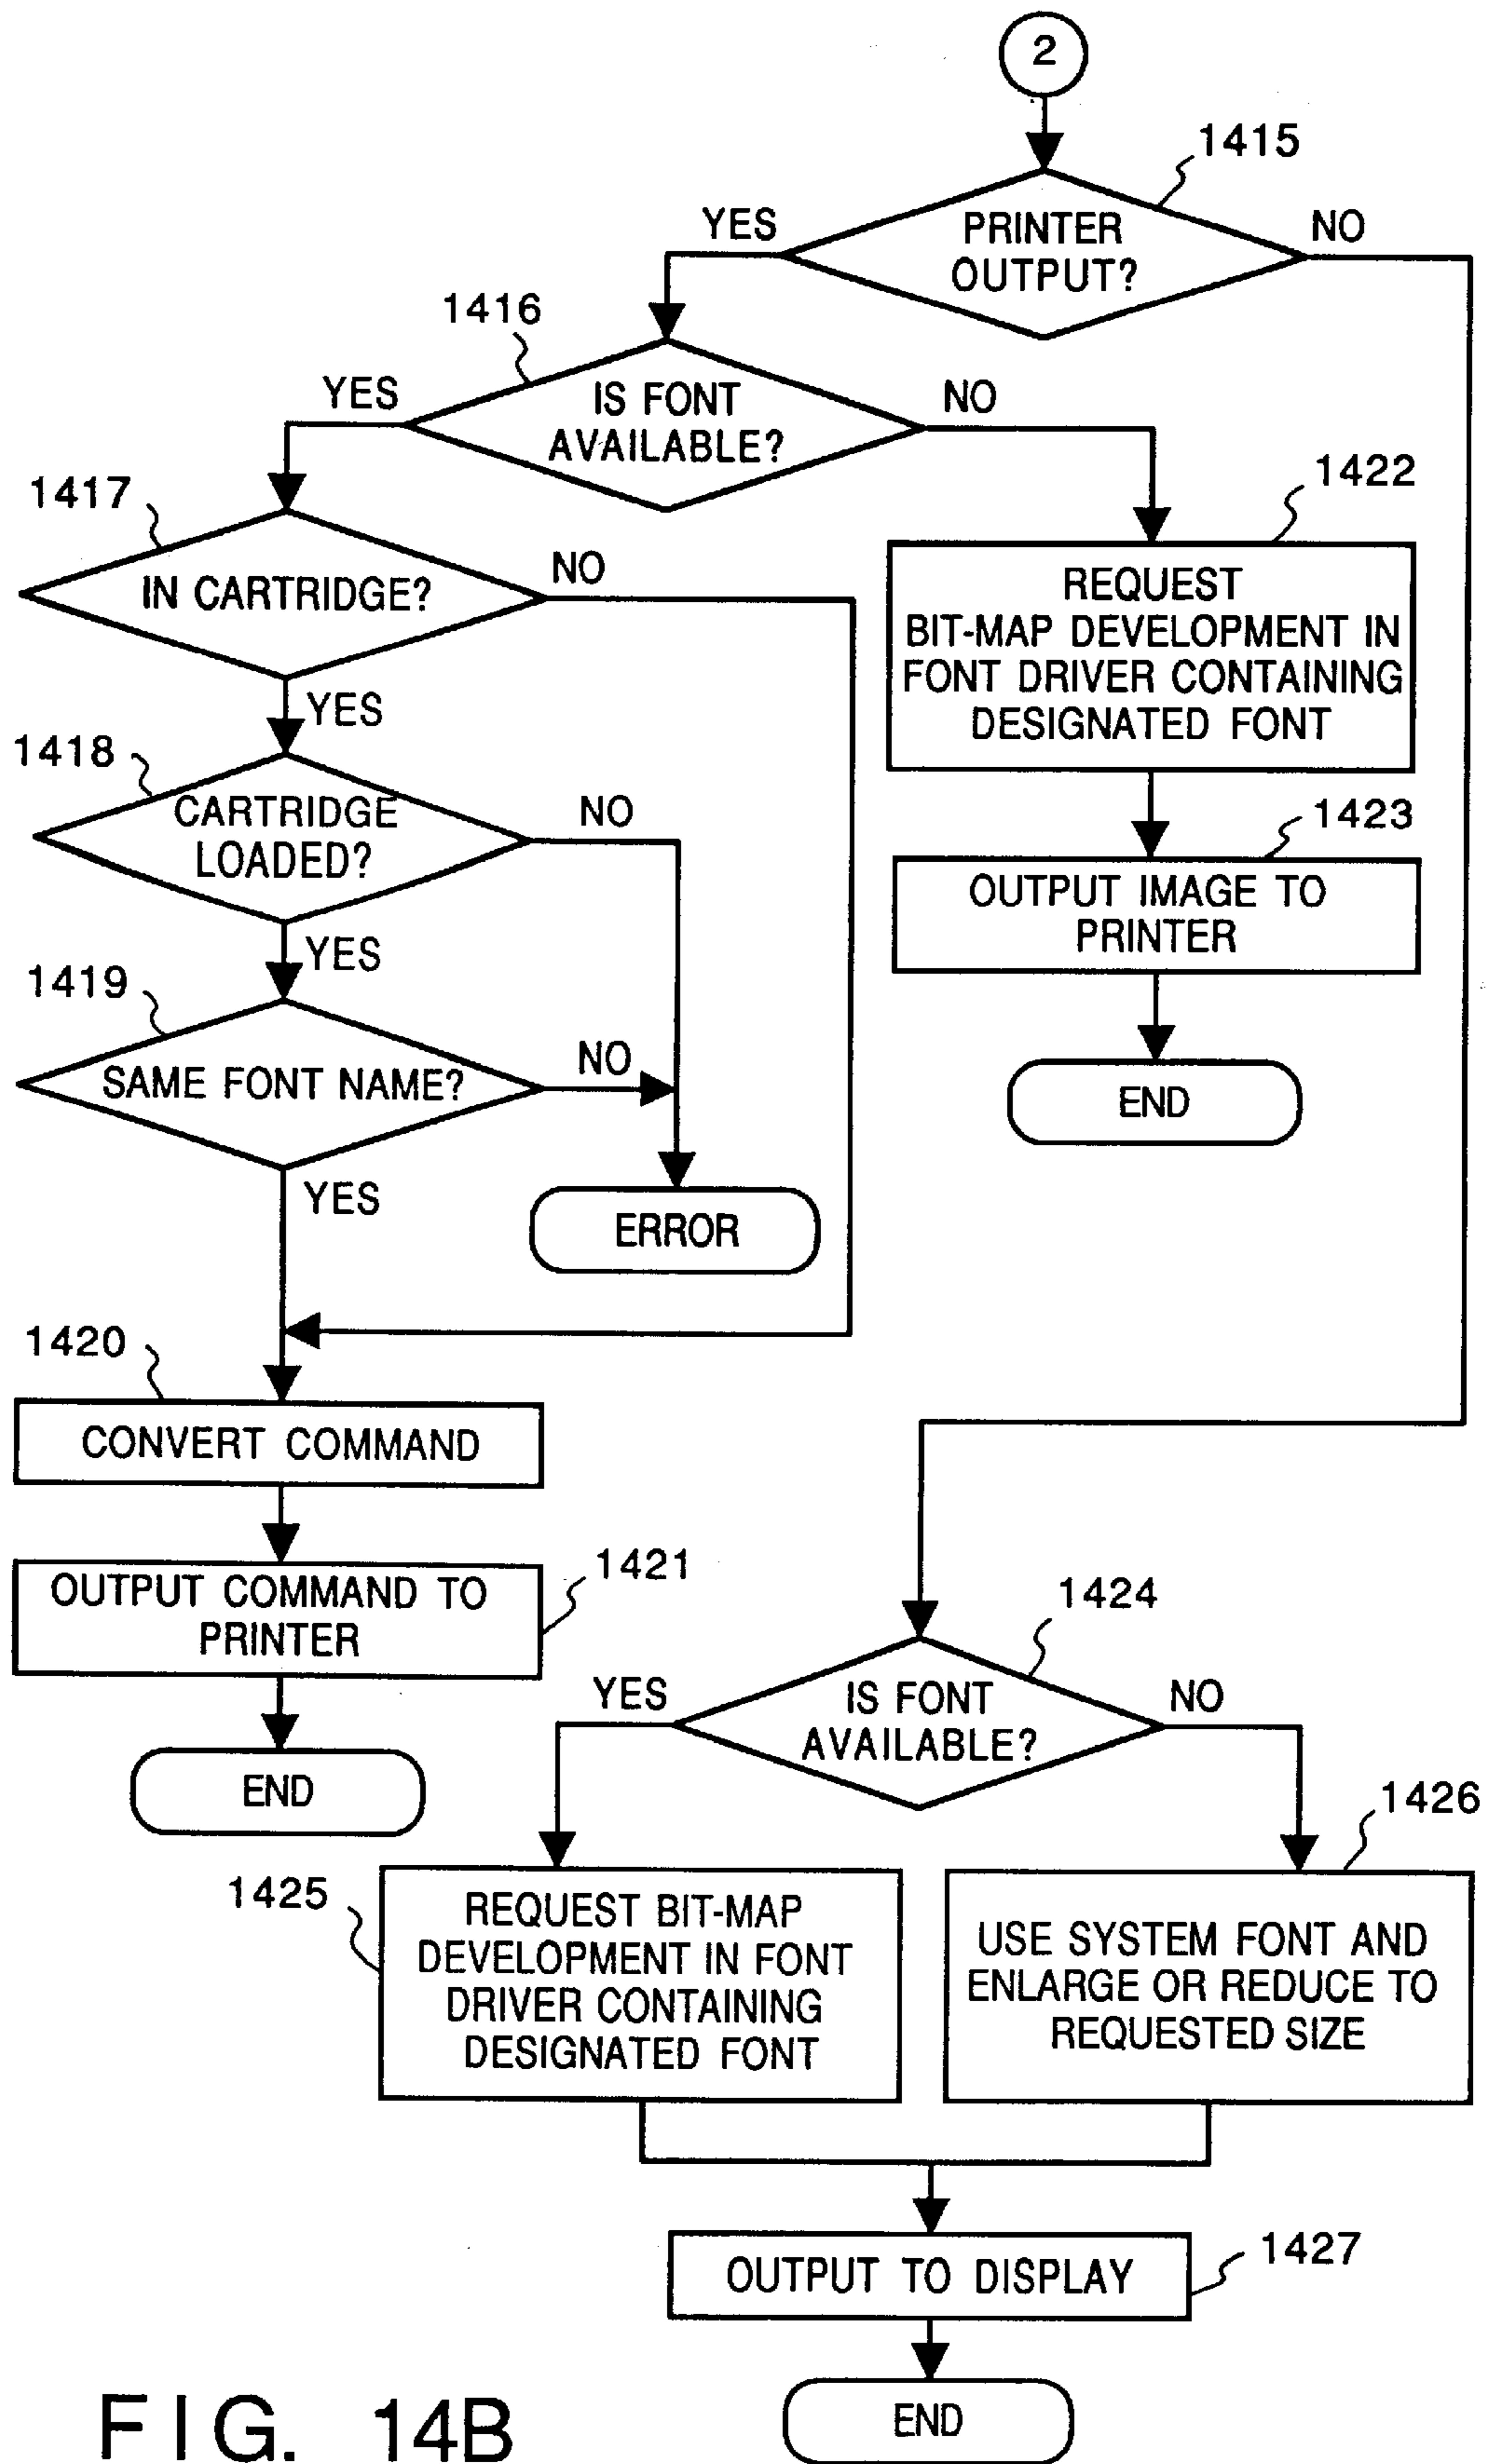 2
1415
YES
PRINTER
OUTPUT?
NO
1416
YES
IS FONT
AVAILABLE?
NO
1417
IN CARTRIDGE?
NO
YES
1422
REQUEST
BIT-MAP DEVELOPMENT IN
FONT DRIVER CONTAINING
DESIGNATED FONT
1418
CARTRIDGE
LOADED?
NO
YES
1423
OUTPUT IMAGE TO
PRINTER
1419
SAME FONT NAME?
NO
YES
END
ERROR
1420
CONVERT COMMAND
1421
OUTPUT COMMAND TO
PRINTER
END
1424
YES
IS FONT
AVAILABLE?
NO
1425
REQUEST BIT-MAP
DEVELOPMENT IN FONT
DRIVER CONTAINING
DESIGNATED FONT
1426
USE SYSTEM FONT AND
ENLARGE OR REDUCE TO
REQUESTED SIZE
1427
OUTPUT TO DISPLAY
END
FIG. 14B